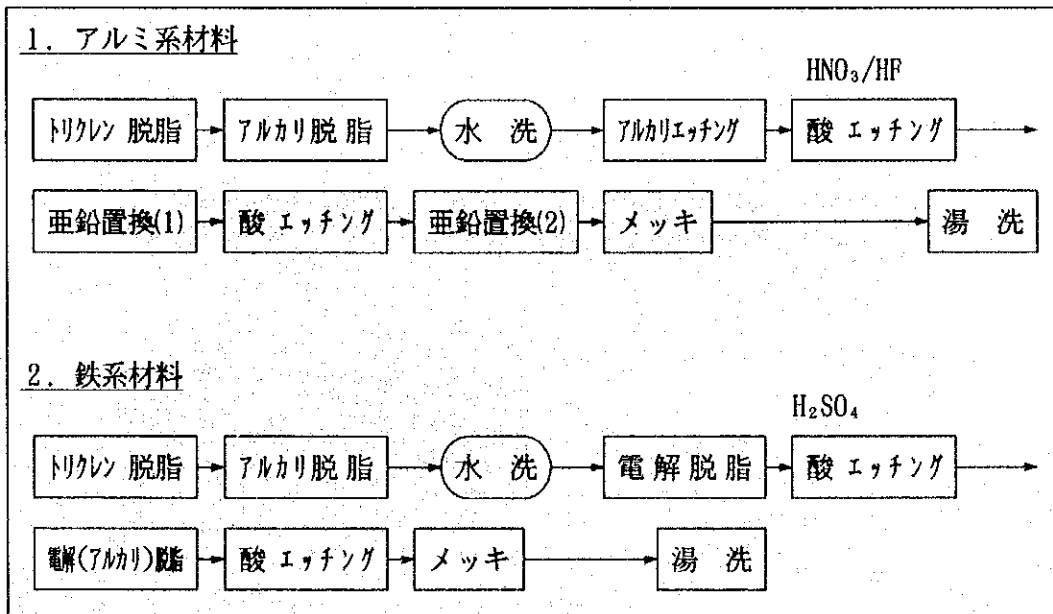 1. アルミ系材料
HNO₃/HF
トリクレン 脱脂 アルカリ脱脂 水 洗 アルカリエッチング 酸 エッチング
亜鉛置換(1) 酸 エッチング 亜鉛置換(2) メッキ 湯 洗
2. 鉄系材料
H₂SO₄
トリクレン 脱脂 アルカリ脱脂 水 洗 電解脱脂 酸 エッチング
電解(アルカリ)脱脂 酸 エッチング メッキ 湯 洗